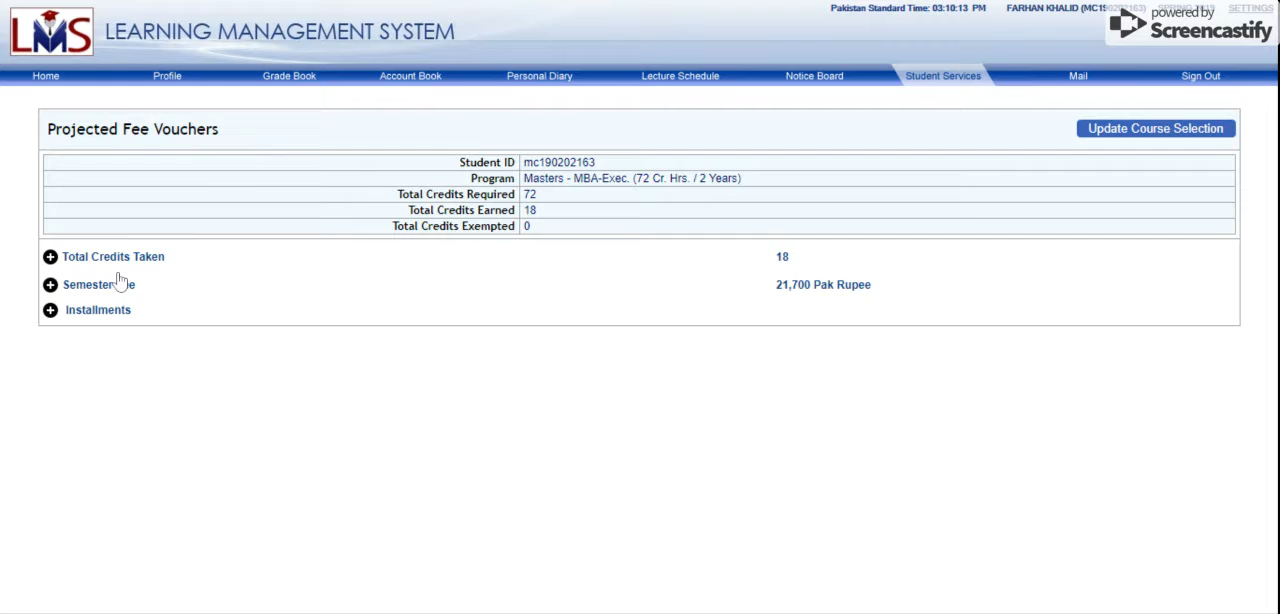 LMS LEARNING MANAGEMENT SYSTEM
Pakistan Standard Time: 03:10:13 PM FARHAN KHALID (MC190202163) SPRING 2019 SETTINGS
powered by
Screencastify
Home Profile Grade Book Account Book Personal Diary Lecture Schedule Notice Board Student Services Mail Sign Out
Projected Fee Vouchers Update Course Selection
Student ID mc190202163
Program Masters - MBA-Exec. (72 Cr. Hrs. / 2 Years)
Total Credits Required 72
Total Credits Earned 18
Total Credits Exempted 0
Total Credits Taken 18
Semester Fee 21,700 Pak Rupee
Installments